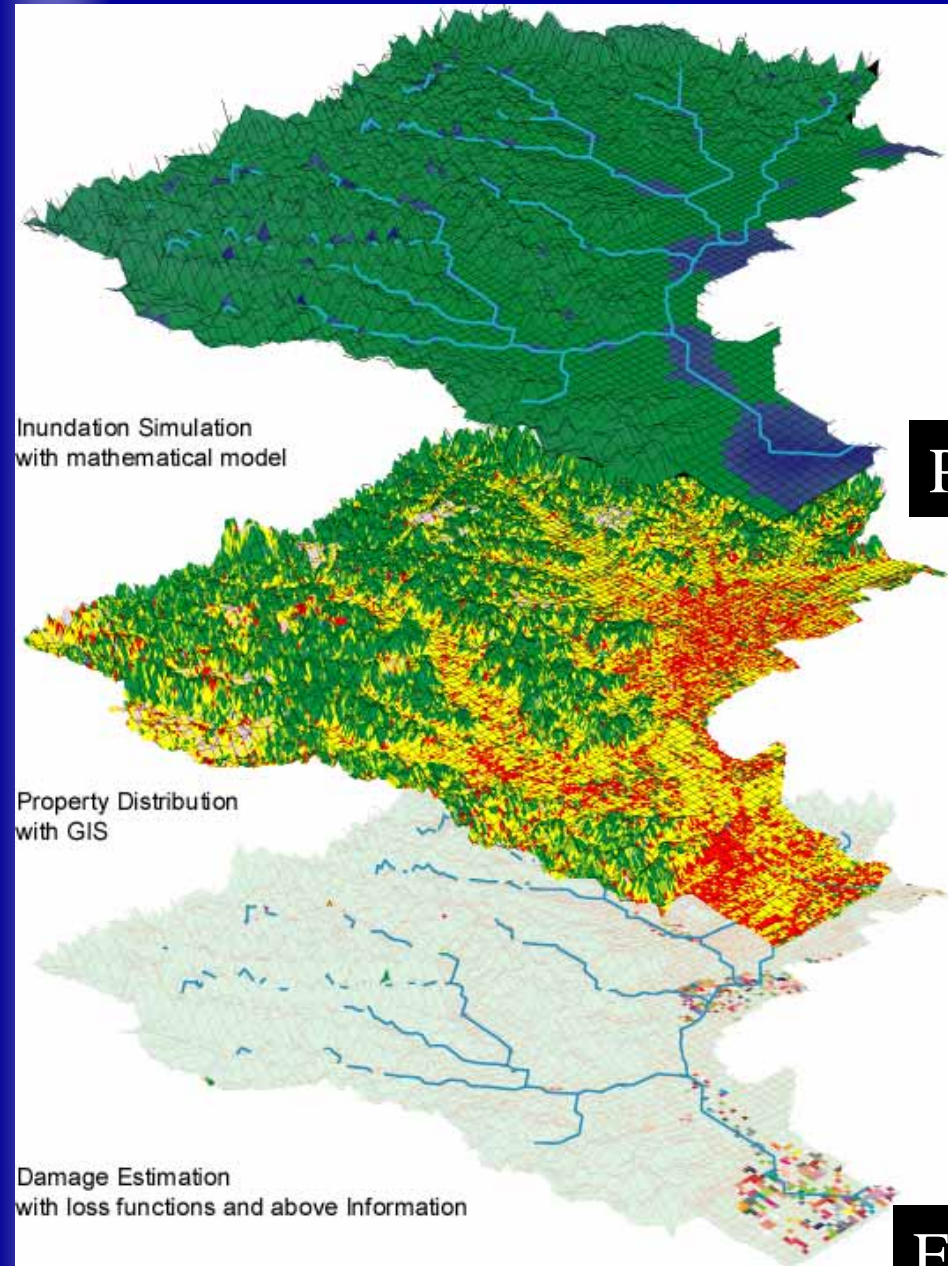 Inundation Simulation
with mathematical model
Property Distribution
with GIS
Damage Estimation
with loss functions and above Information